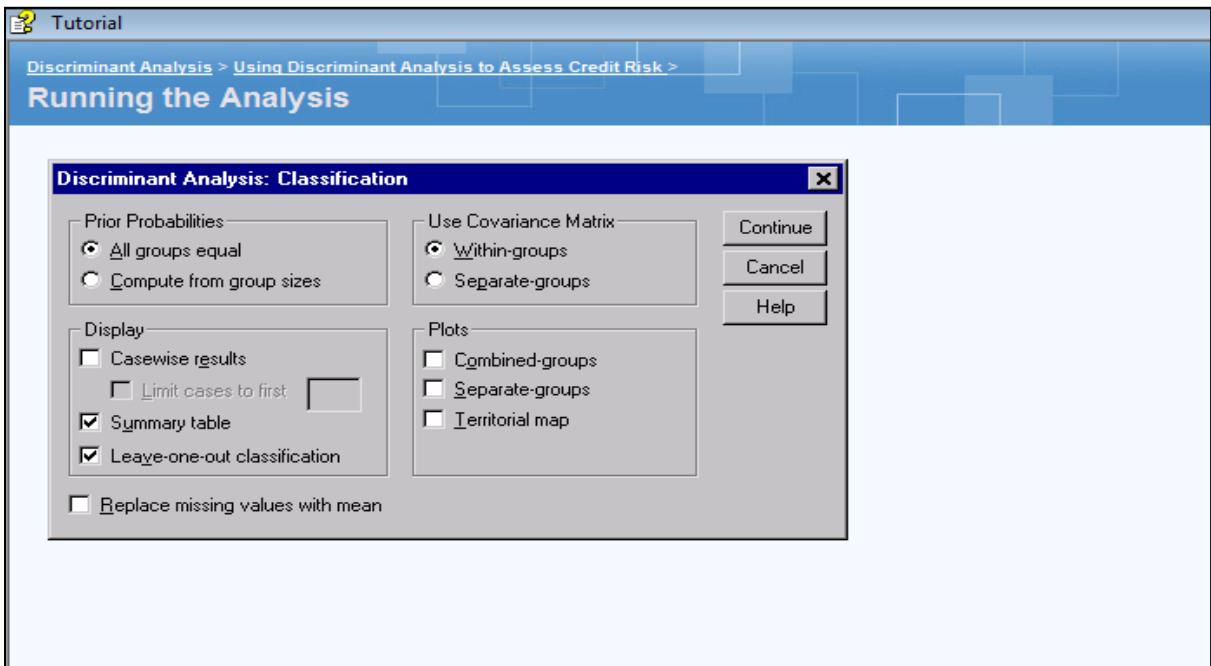 Tutorial
Discriminant Analysis > Using Discriminant Analysis to Assess Credit Risk >
Running the Analysis
Discriminant Analysis: Classification
Prior Probabilities
All groups equal
Compute from group sizes
Use Covariance Matrix
Within-groups
Separate-groups
Continue
Cancel
Help
Display
Casewise results
Limit cases to first
Summary table
Leave-one-out classification
Plots
Combined-groups
Separate-groups
Territorial map
Replace missing values with mean